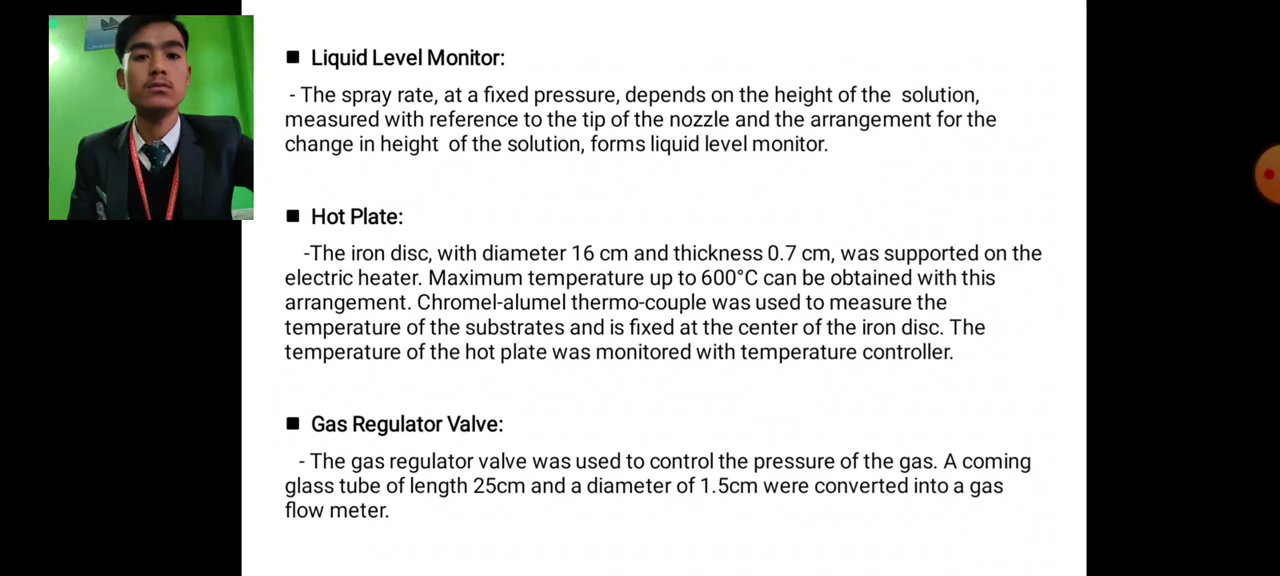 ■ Liquid Level Monitor:
- The spray rate, at a fixed pressure, depends on the height of the solution,
measured with reference to the tip of the nozzle and the arrangement for the
change in height of the solution, forms liquid level monitor.
■ Hot Plate:
-The iron disc, with diameter 16 cm and thickness 0.7 cm, was supported on the
electric heater. Maximum temperature up to 600°C can be obtained with this
arrangement. Chromel-alumel thermo-couple was used to measure the
temperature of the substrates and is fixed at the center of the iron disc. The
temperature of the hot plate was monitored with temperature controller.
■ Gas Regulator Valve:
- The gas regulator valve was used to control the pressure of the gas. A coming
glass tube of length 25cm and a diameter of 1.5cm were converted into a gas
flow meter.